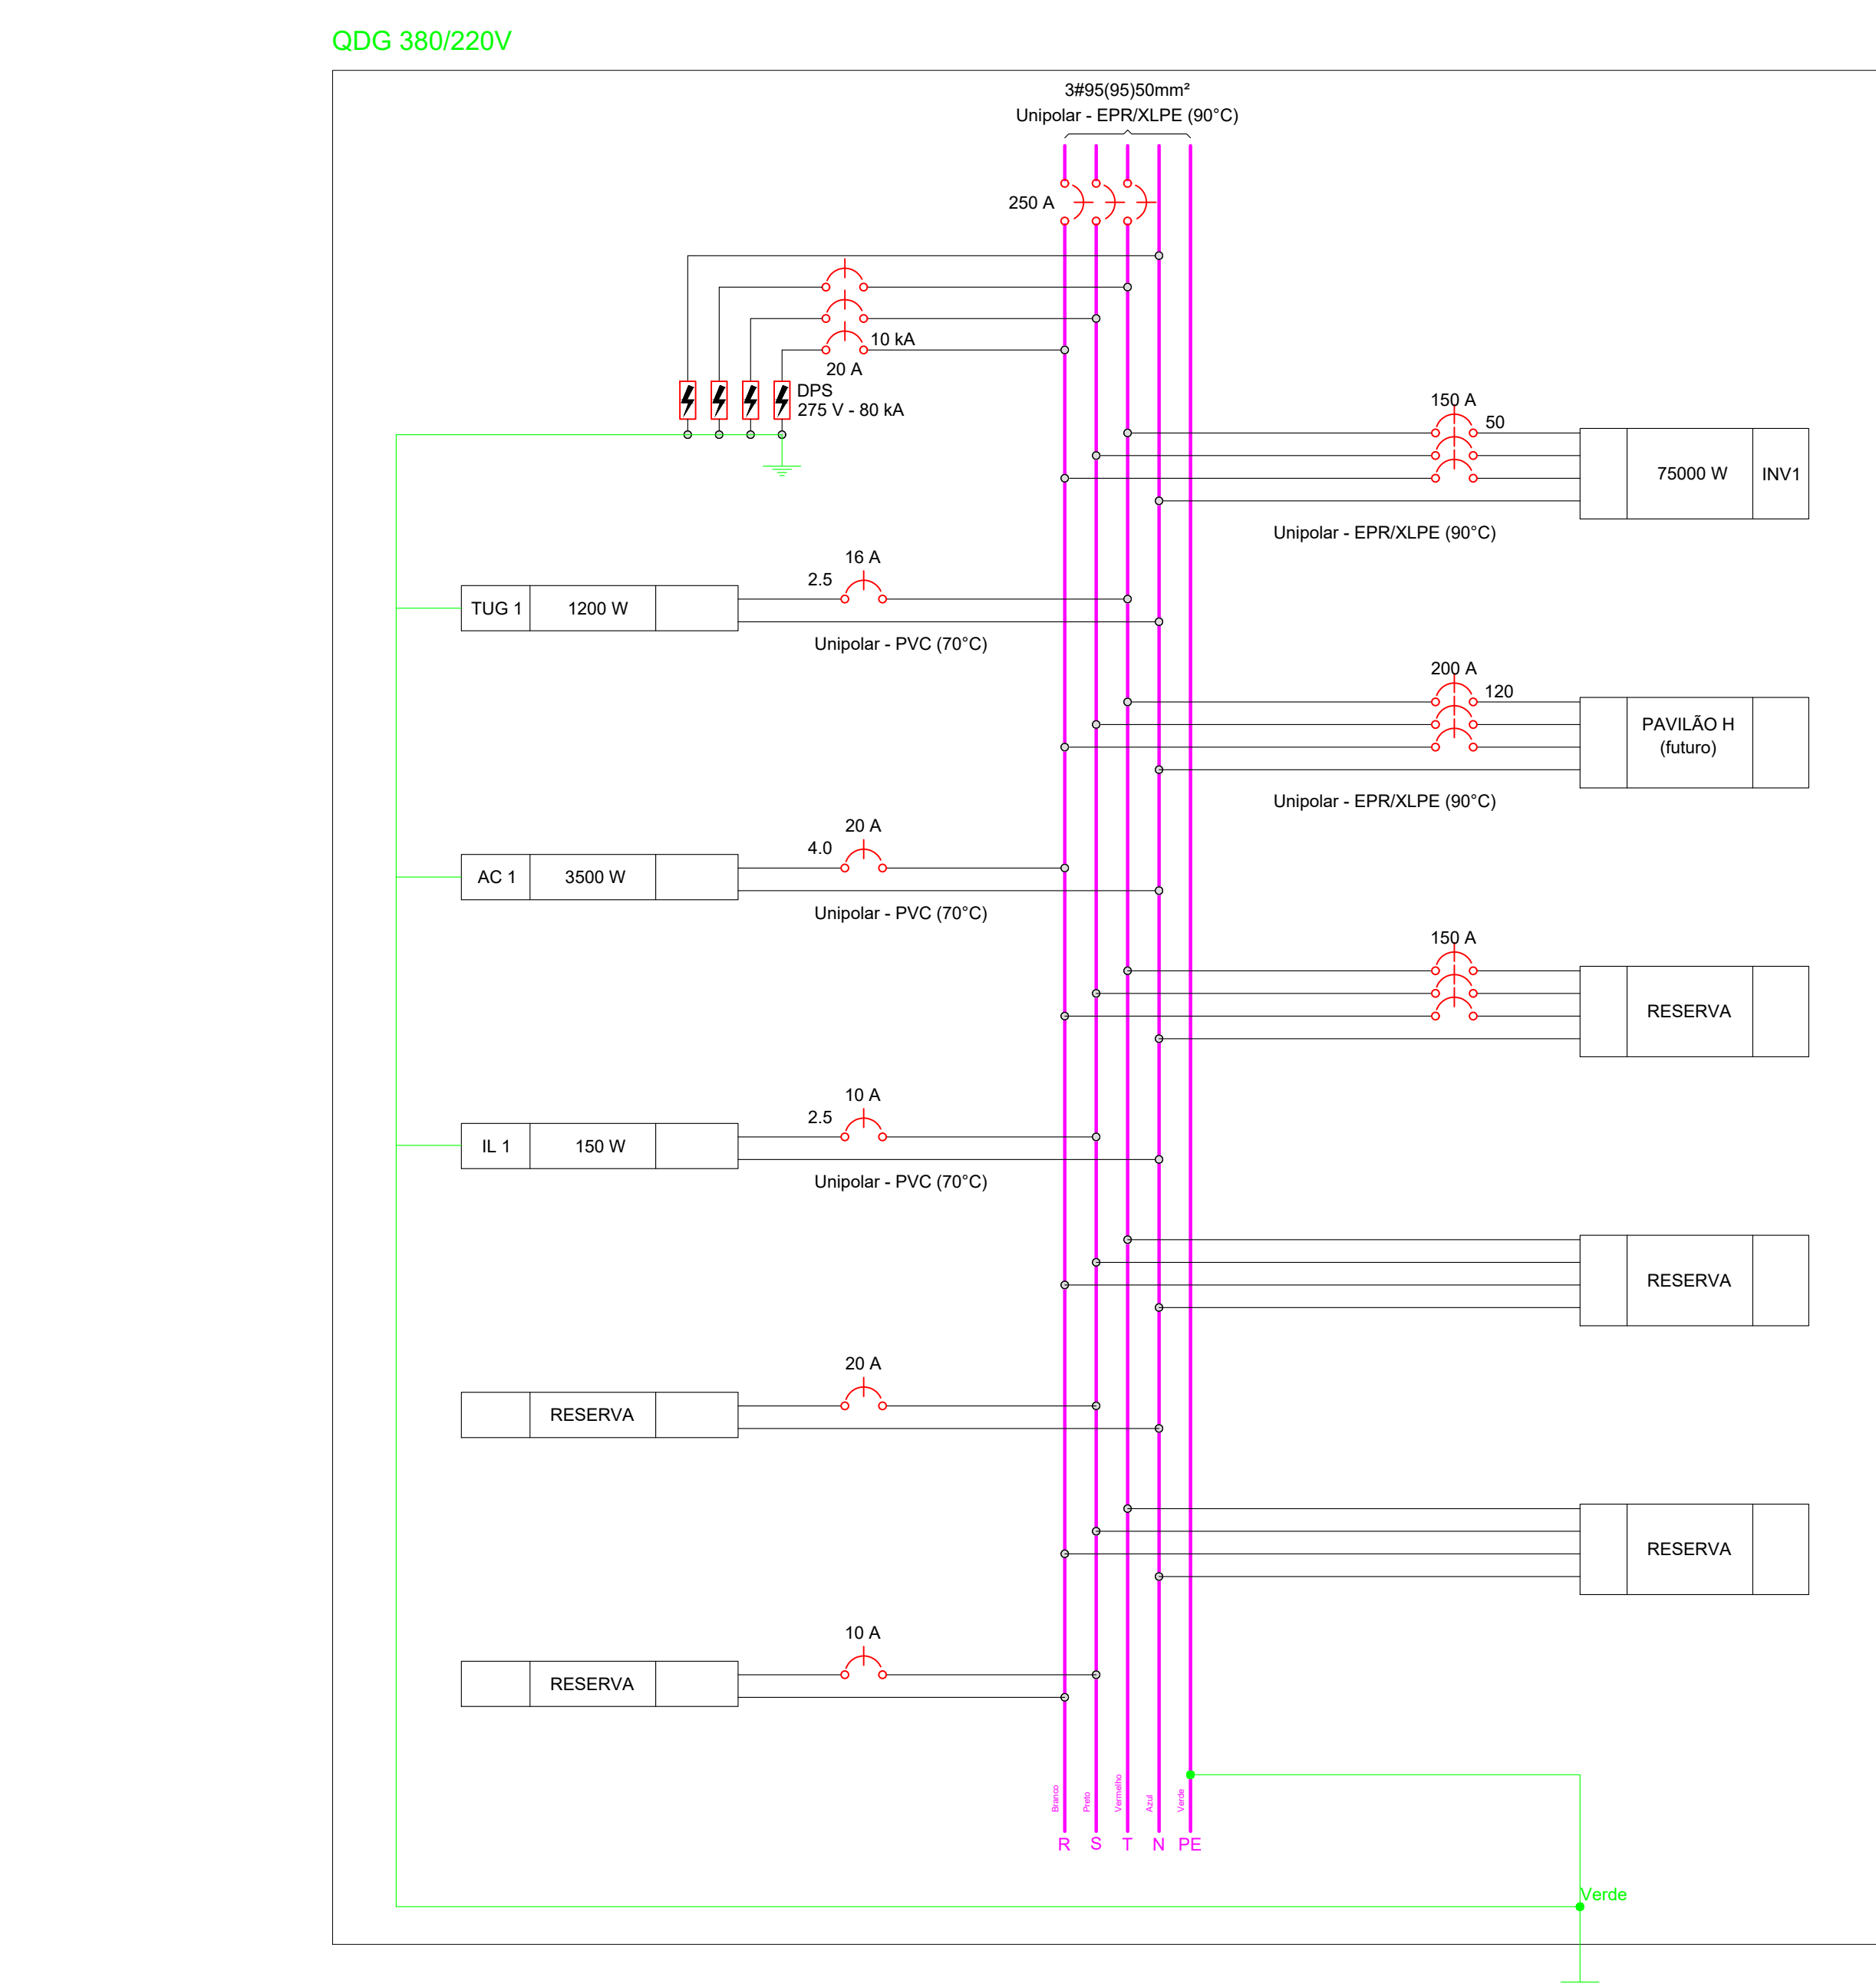 QDG 380/220V
3#95(95)50mm²
Unipolar - EPR/XLPE (90°C)
250 A
10 kA
20 A
DPS
275 V - 80 kA
150 A
50
75000 W
INV1
Unipolar - EPR/XLPE (90°C)
16 A
2.5
TUG 1
1200 W
Unipolar - PVC (70°C)
200 A
120
PAVILÃO H
(futuro)
Unipolar - EPR/XLPE (90°C)
20 A
4.0
AC 1
3500 W
Unipolar - PVC (70°C)
150 A
RESERVA
10 A
2.5
IL 1
150 W
Unipolar - PVC (70°C)
RESERVA
20 A
RESERVA
RESERVA
10 A
RESERVA
Branco
Preto
Vermelho
Azul
Verde
R
S
T
N
PE
Verde